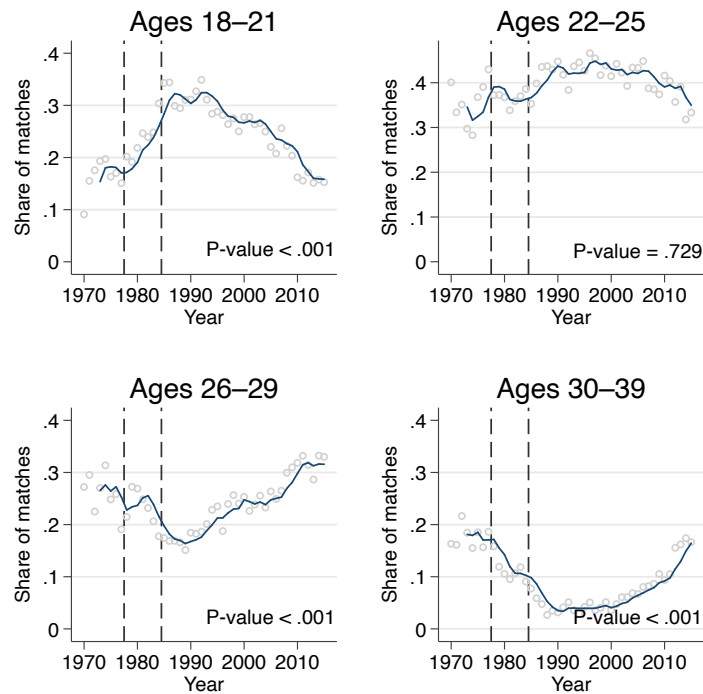 Ages 18–21
Share of matches
.4
.3
.2
.1
0
P-value < .001
1970 1980 1990 2000 2010
Year
Ages 22–25
Share of matches
.4
.3
.2
.1
0
P-value = .729
1970 1980 1990 2000 2010
Year
Ages 26–29
Share of matches
.4
.3
.2
.1
0
P-value < .001
1970 1980 1990 2000 2010
Year
Ages 30–39
Share of matches
.4
.3
.2
.1
0
P-value < .001
1970 1980 1990 2000 2010
Year